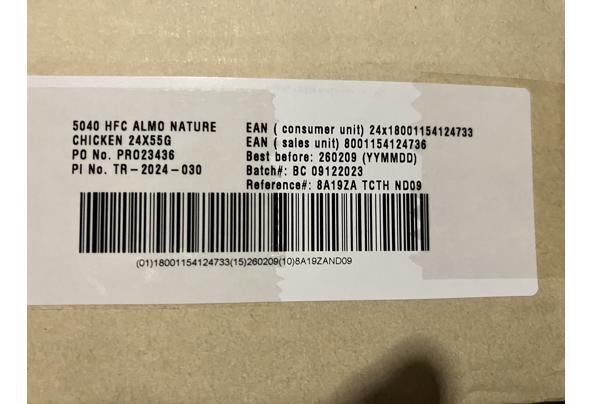 5040 HFC ALMO NATURE
CHICKEN 24X55G
PO No. PRO23436
PI No. TR-2024-030
EAN ( consumer unit) 24x18001154124733
EAN ( sales unit) 8001154124736
Best before: 260209 (YYMMDD)
Batch#: BC 09122023
Reference#: 8A19ZA TCTH ND09
(01)18001154124733(15)260209(10)8A19ZAND09